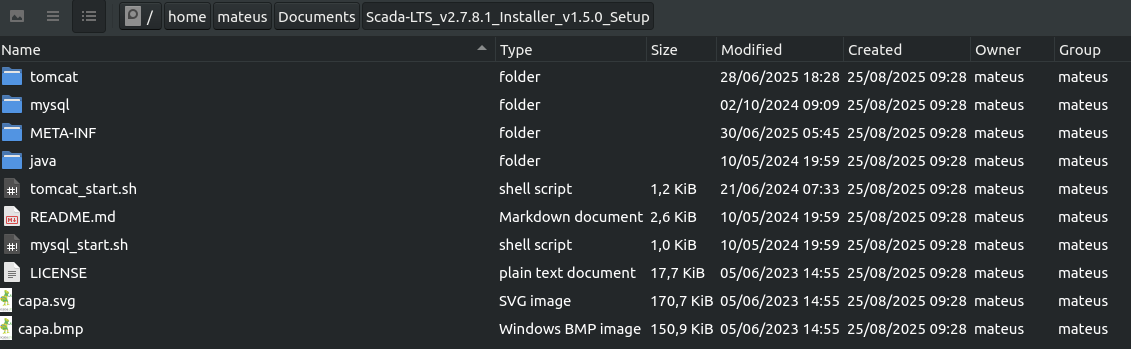 / home mateus Documents Scada-LTS_v2.7.8.1_Installer_v1.5.0_Setup
Name Type Size Modified Created Owner Group
tomcat folder 28/06/2025 18:28 25/08/2025 09:28 mateus mateus
mysql folder 02/10/2024 09:09 25/08/2025 09:28 mateus mateus
META-INF folder 30/06/2025 05:45 25/08/2025 09:28 mateus mateus
java folder 10/05/2024 19:59 25/08/2025 09:28 mateus mateus
tomcat_start.sh shell script 1,2 KiB 21/06/2024 07:33 25/08/2025 09:28 mateus mateus
README.md Markdown document 2,6 KiB 10/05/2024 19:59 25/08/2025 09:28 mateus mateus
mysql_start.sh shell script 1,0 KiB 10/05/2024 19:59 25/08/2025 09:28 mateus mateus
LICENSE plain text document 17,7 KiB 05/06/2023 14:55 25/08/2025 09:28 mateus mateus
capa.svg SVG image 170,7 KiB 05/06/2023 14:55 25/08/2025 09:28 mateus mateus
capa.bmp Windows BMP image 150,9 KiB 05/06/2023 14:55 25/08/2025 09:28 mateus mateus